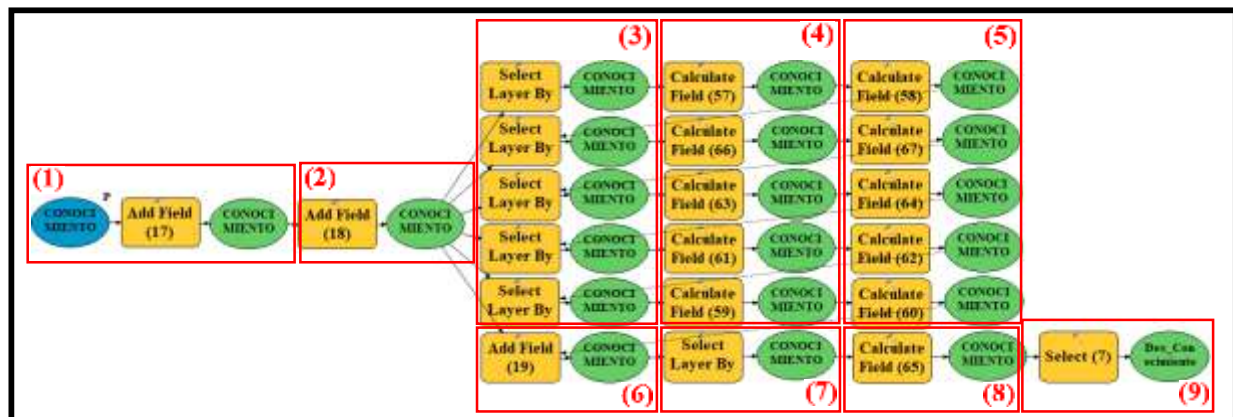 (3)
(4)
(5)
Select Layer By
CONOCI MIENTO
Calculate Field (57)
CONOCI MIENTO
Calculate Field (58)
CONOCI MIENTO
Select Layer By
CONOCI MIENTO
Calculate Field (66)
CONOCI MIENTO
Calculate Field (67)
CONOCI MIENTO
(1)
P
CONOCI MIENTO
Add Field (17)
CONOCI MIENTO
(2)
Add Field (18)
CONOCI MIENTO
Select Layer By
CONOCI MIENTO
Calculate Field (63)
CONOCI MIENTO
Calculate Field (64)
CONOCI MIENTO
Select Layer By
CONOCI MIENTO
Calculate Field (61)
CONOCI MIENTO
Calculate Field (62)
CONOCI MIENTO
Select Layer By
CONOCI MIENTO
Calculate Field (59)
CONOCI MIENTO
Calculate Field (60)
CONOCI MIENTO
Add Field (19)
CONOCI MIENTO
(6)
Select Layer By
CONOCI MIENTO
(7)
Calculate Field (65)
CONOCI MIENTO
(8)
Select (7)
Des_Con ocimiento
(9)